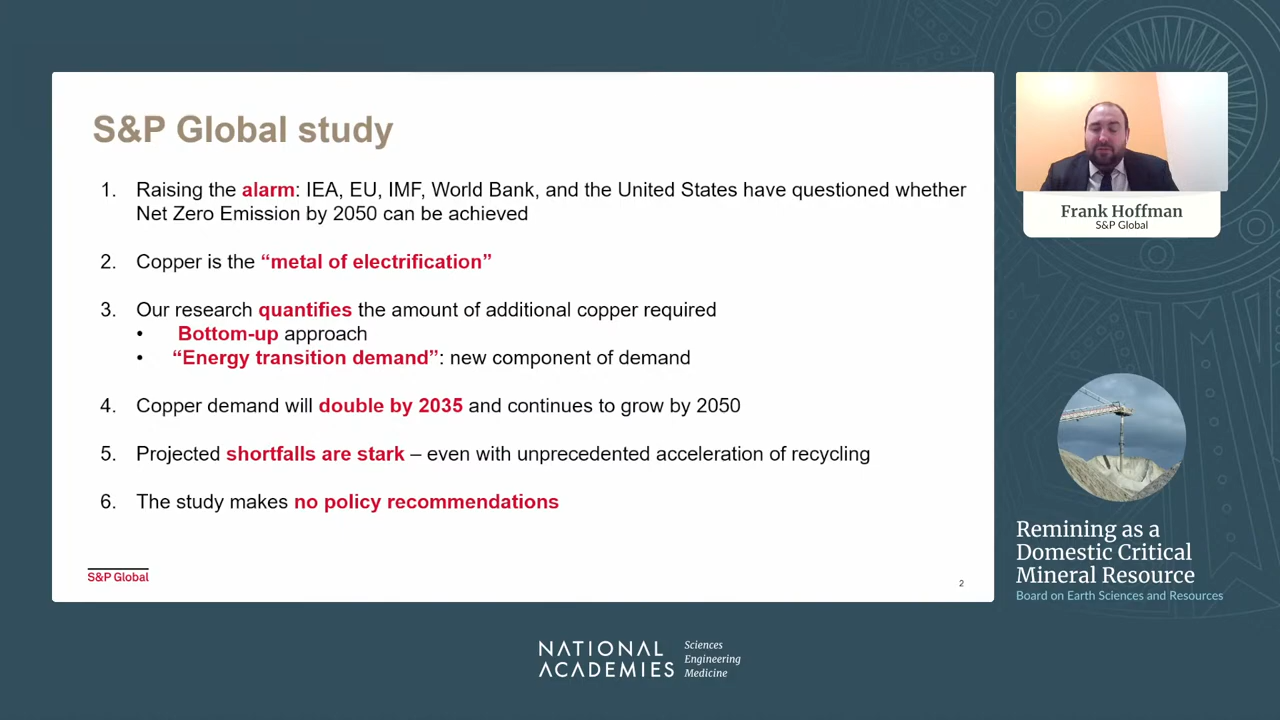 S&P Global study
1. Raising the alarm: IEA, EU, IMF, World Bank, and the United States have questioned whether
Net Zero Emission by 2050 can be achieved
2. Copper is the “metal of electrification”
3. Our research quantifies the amount of additional copper required
• Bottom-up approach
• “Energy transition demand”: new component of demand
4. Copper demand will double by 2035 and continues to grow by 2050
5. Projected shortfalls are stark – even with unprecedented acceleration of recycling
6. The study makes no policy recommendations
S&P Global
2
Frank Hoffman
S&P Global
Remining as a
Domestic Critical
Mineral Resource
Board on Earth Sciences and Resources
NATIONAL
ACADEMIES
Sciences
Engineering
Medicine